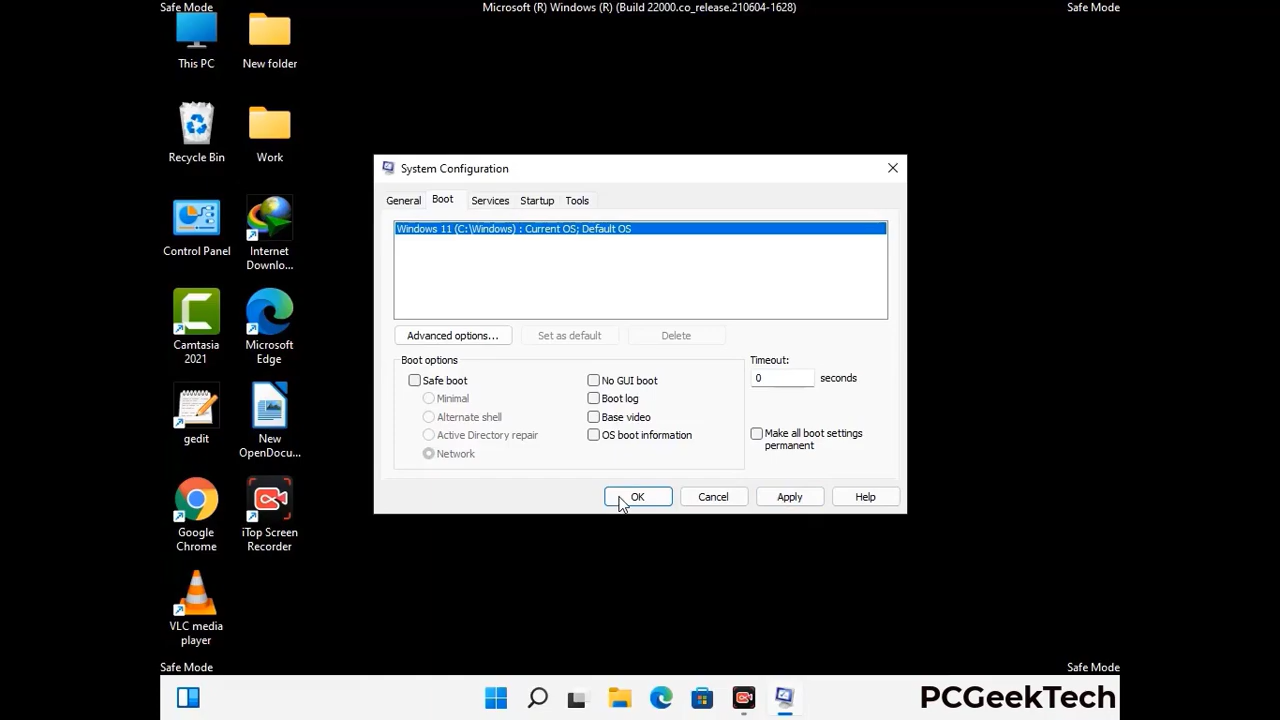 Safe Mode
Microsoft (R) Windows (R) (Build 22000.co_release.210604-1628)
Safe Mode
This PC
New folder
Recycle Bin
Work
Control Panel
Internet
Downlo...
Camtasia
2021
Microsoft
Edge
gedit
New
OpenDocu...
Google
Chrome
iTop Screen
Recorder
VLC media
player
System Configuration
General
Boot
Services
Startup
Tools
Windows 11 (C:\Windows) : Current OS; Default OS
Advanced options...
Set as default
Delete
Boot options
Safe boot
Minimal
Alternate shell
Active Directory repair
Network
No GUI boot
Boot log
Base video
OS boot information
Timeout:
0 seconds
Make all boot settings
permanent
OK
Cancel
Apply
Help
Safe Mode
Safe Mode
PCGeekTech